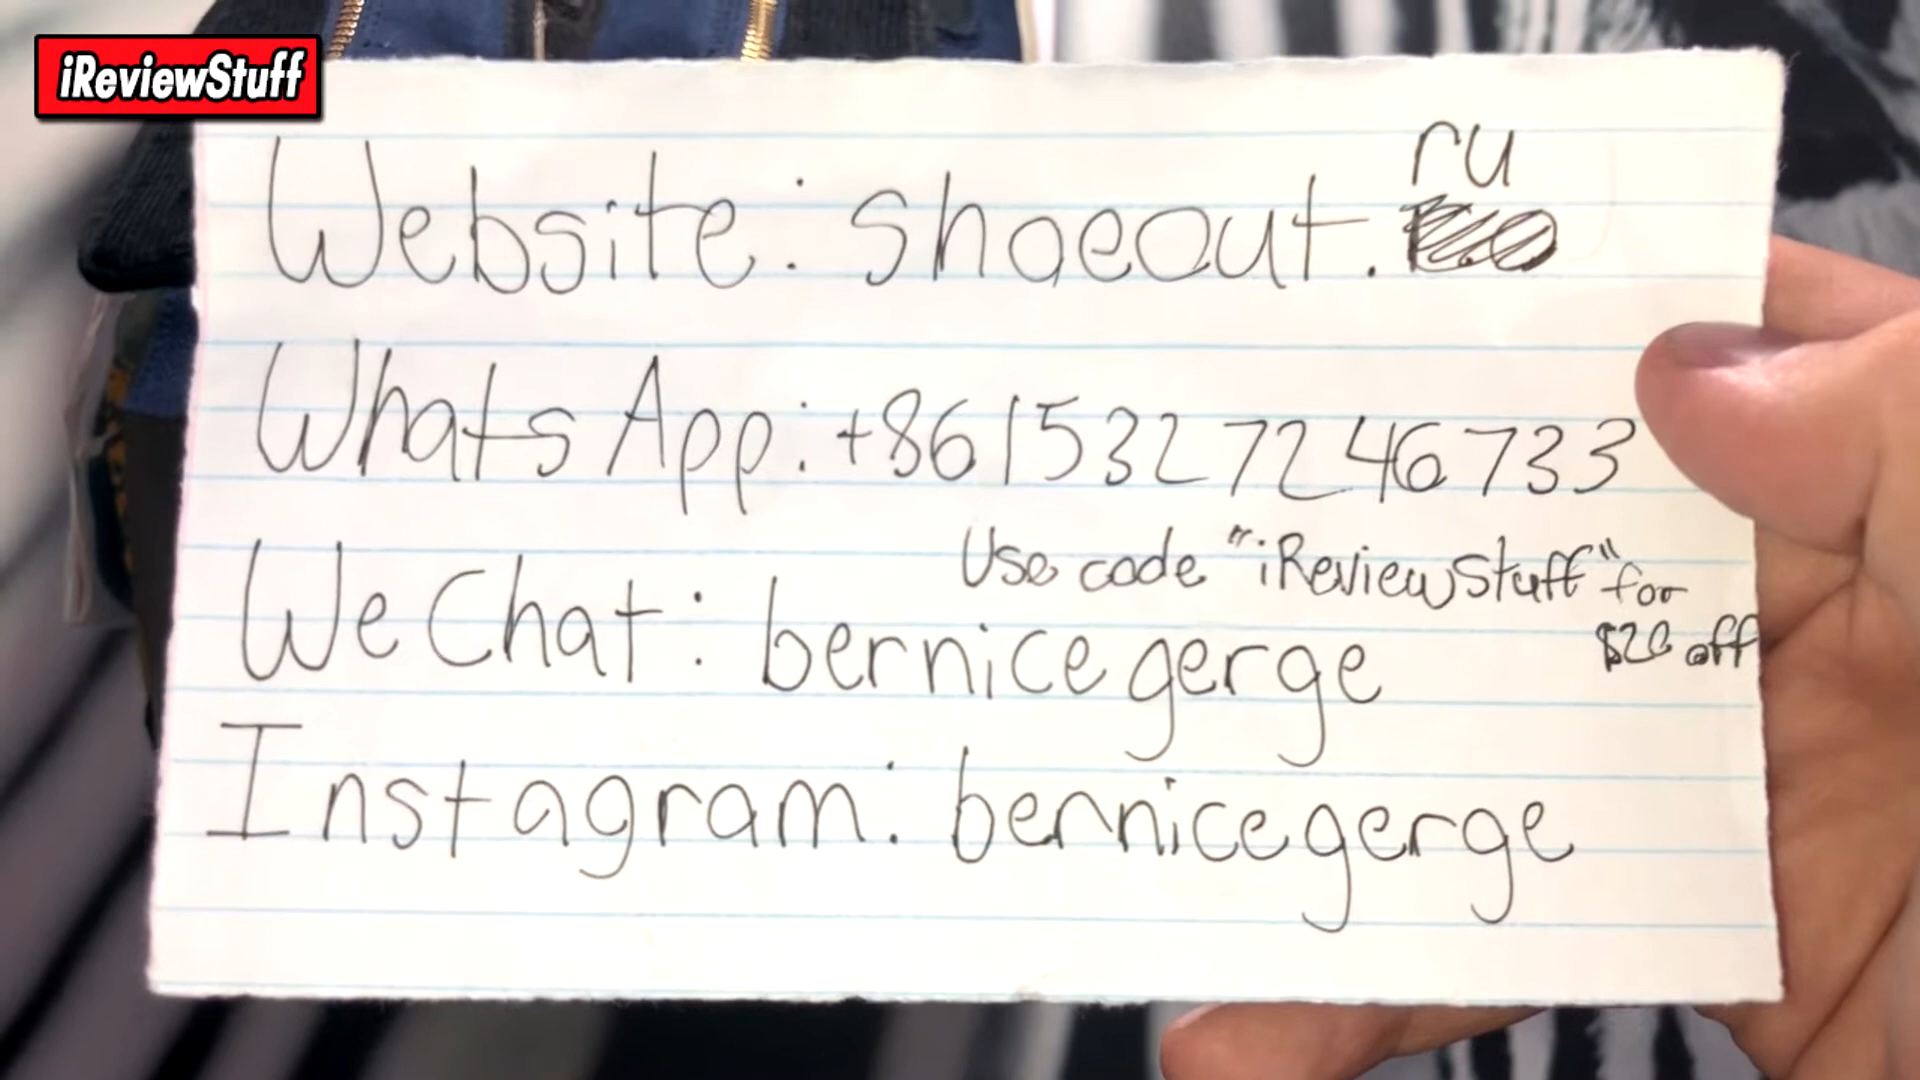 iReviewStuff
ru
Website: shoeout.
WhatsApp: +8615327246733
Use code "iReviewStuff" for
$20 off
WeChat: bernicegerge
Instagram: bernicegerge